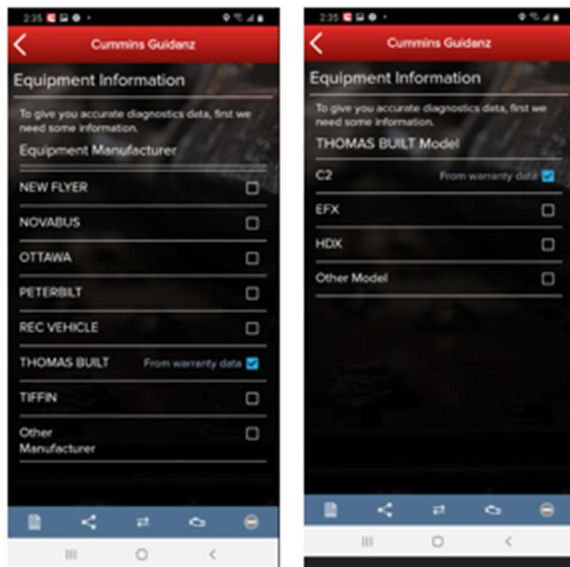 2:35
Cummins Guidanz
Equipment Information
To give you accurate diagnostics data, first we
need some information.
Equipment Manufacturer
NEW FLYER
NOVABUS
OTTAWA
PETERBILT
REC VEHICLE
THOMAS BUILT From warranty data
TIFFIN
Other
Manufacturer
2:35
Cummins Guidanz
Equipment Information
To give you accurate diagnostics data, first we
need some information.
THOMAS BUILT Model
C2 From warranty data
EFX
HDX
Other Model